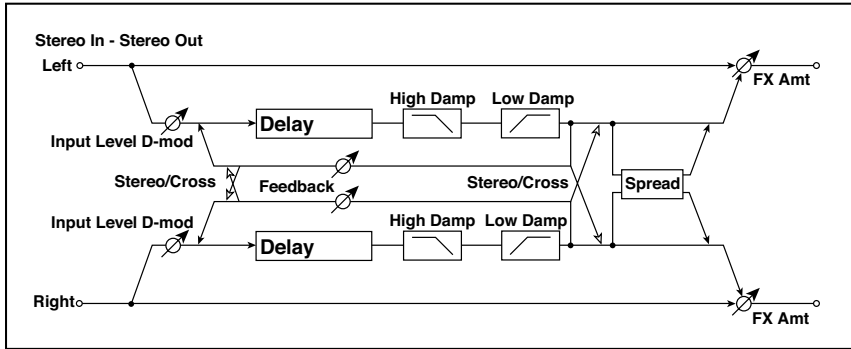 Stereo In - Stereo Out
Left
FX Amt
High Damp
Low Damp
Delay
Input Level D-mod
Stereo/Cross
Feedback
Stereo/Cross
Spread
Input Level D-mod
High Damp
Low Damp
Delay
Right
FX Amt